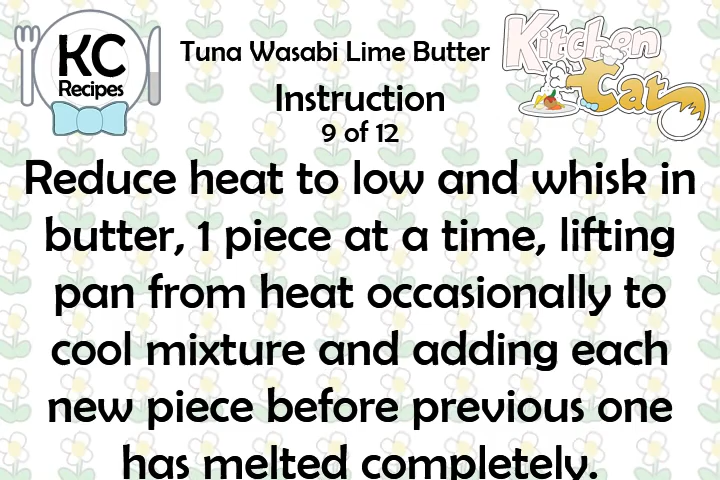 KC
Recipes
Tuna Wasabi Lime Butter
Kitchen
Cat
Instruction
9 of 12
Reduce heat to low and whisk in
butter, 1 piece at a time, lifting
pan from heat occasionally to
cool mixture and adding each
new piece before previous one
has melted completely.